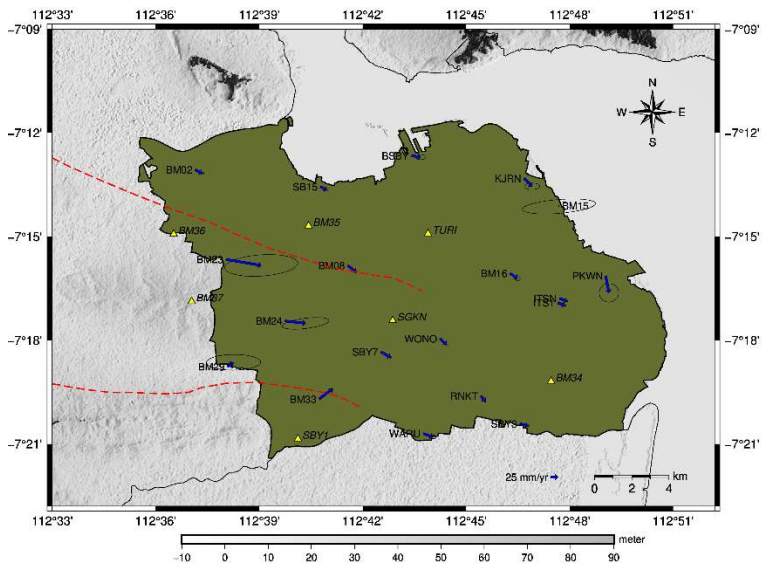 112°33' 112°36' 112°39' 112°42' 112°45' 112°48' 112°51'
−7°09' −7°09'
N
W E
S
−7°12' −7°12'
BSBY
BM02
KJRN
SB15
BM15
BM35
BM36 TURI
−7°15' −7°15'
BM23 BM08
BM16 PKWN
ITSN
ITS1
BM37
SGKN
BM24
−7°18' −7°18'
WONO
SBY7
BM29
BM34
BM33
RNKT
WARU
SBY1
−7°21' −7°21'
25 mm/yr
km
0 2 4
112°33' 112°36' 112°39' 112°42' 112°45' 112°48' 112°51'
meter
−10 0 10 20 30 40 50 60 70 80 90